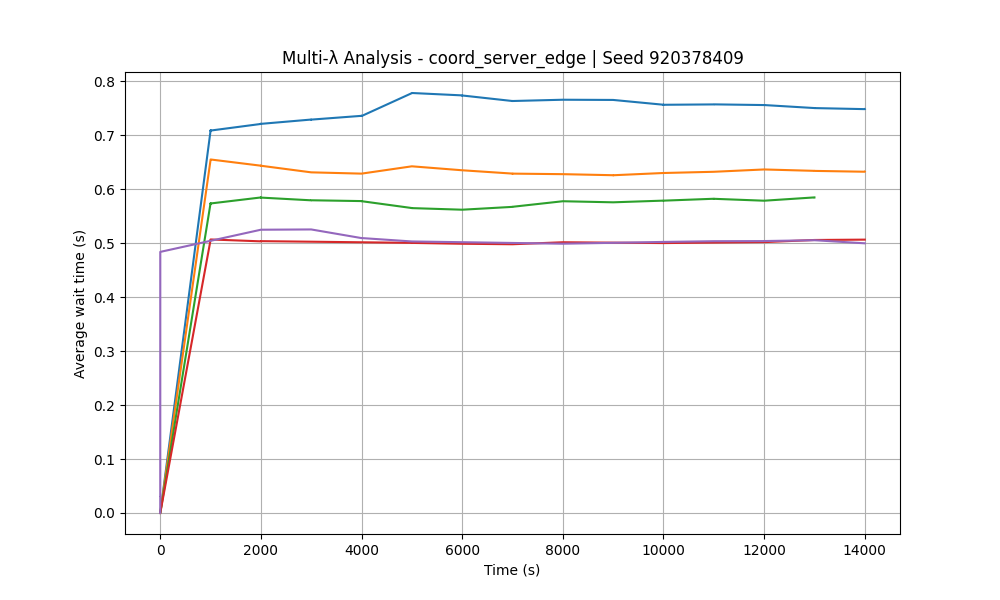 Multi-λ Analysis - coord_server_edge | Seed 920378409
Average wait time (s)
0.8
0.7
0.6
0.5
0.4
0.3
0.2
0.1
0.0
0 2000 4000 6000 8000 10000 12000 14000
Time (s)